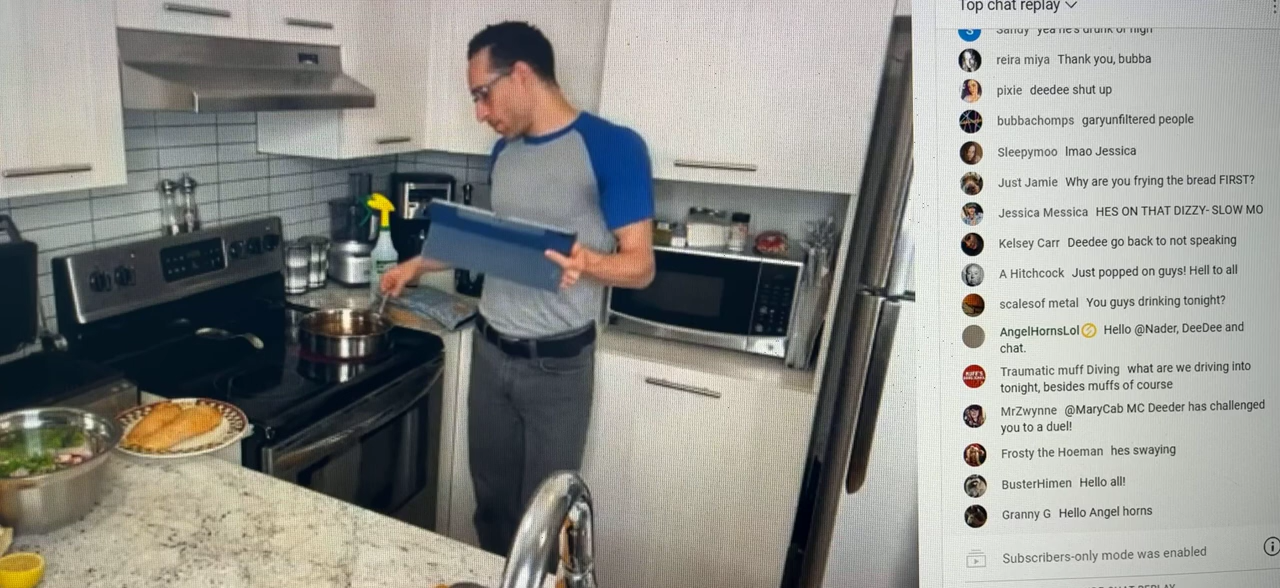 Top chat replay
Sandy yea he's drunk or high
reira miya Thank you, bubba
pixie deedee shut up
bubbachomps garyunfiltered people
Sleepymoo lmao Jessica
Just Jamie Why are you frying the bread FIRST?
Jessica Messica HES ON THAT DIZZY- SLOW MO
Kelsey Carr Deedee go back to not speaking
A Hitchcock Just popped on guys! Hell to all
scalesof metal You guys drinking tonight?
AngelHornsLol Hello @Nader, DeeDee and
chat.
Traumatic muff Diving what are we driving into
tonight, besides muffs of course
MrZwynne @MaryCab MC Deeder has challenged
you to a duel!
Frosty the Hoeman hes swaying
BusterHimen Hello all!
Granny G Hello Angel horns
Subscribers-only mode was enabled
CHAT REPLAY